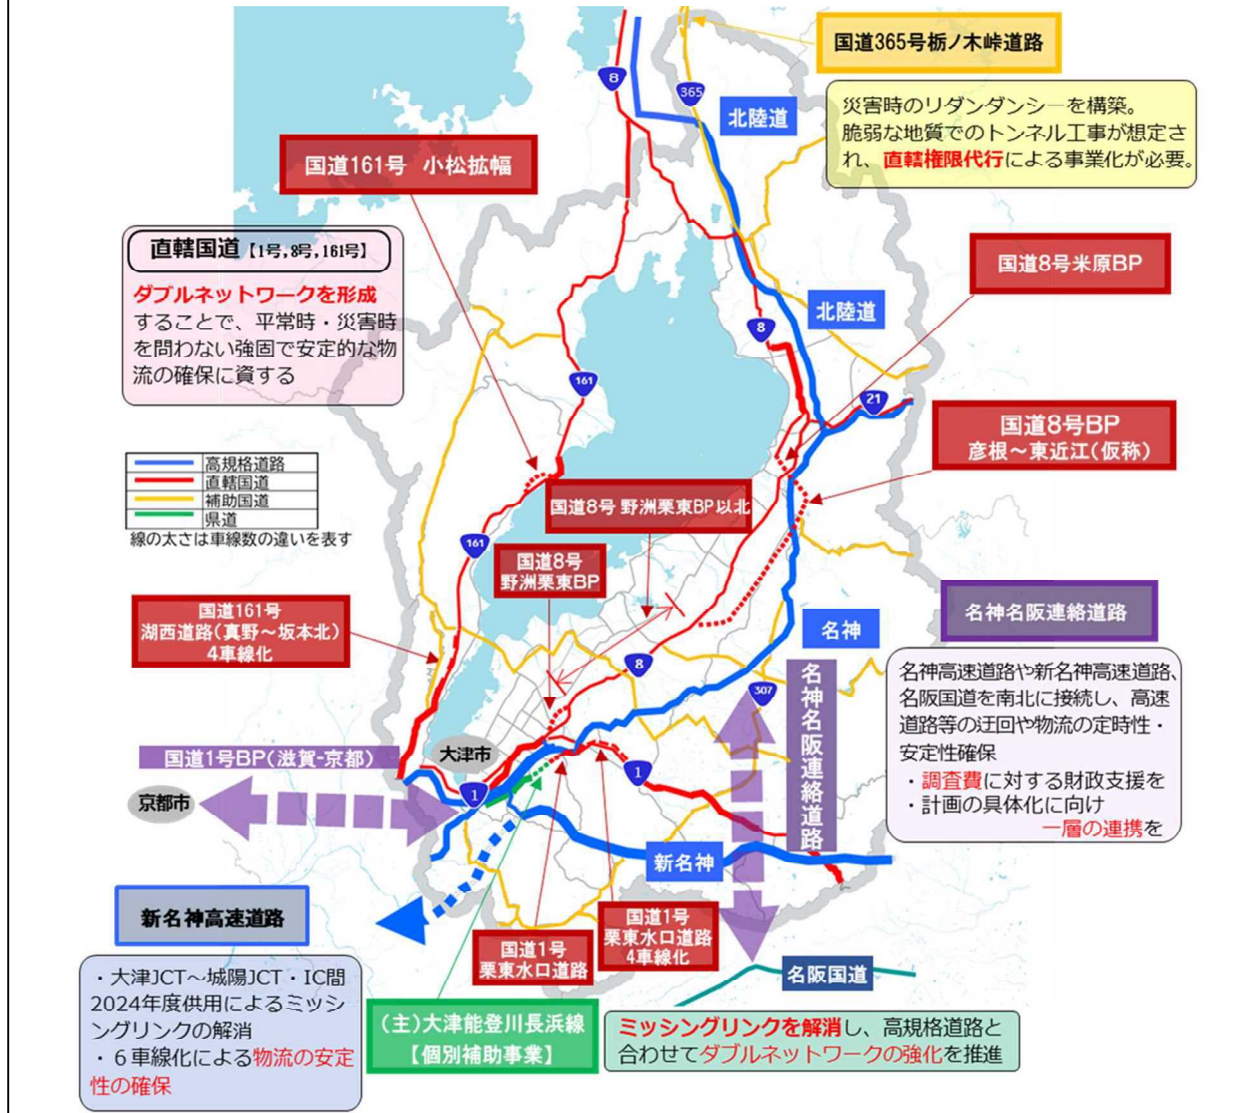 国道365号栃ノ木峠道路
災害時のリダンダンシーを構築。
脆弱な地質でのトンネル工事が想定さ
れ、直轄権限代行による事業化が必要。
8
365
北陸道
国道161号 小松拡幅
直轄国道【1号,8号,161号】
ダブルネットワークを形成
することで、平常時・災害時
を問わない強固で安定的な物
流の確保に資する
国道8号米原BP
北陸道
8
161
21
国道8号BP
彦根～東近江(仮称)
高規格道路
直轄国道
補助国道
県道
線の太さは車線数の違いを表す
国道8号 野洲栗東BP以北
161
国道8号
野洲栗東BP
国道161号
湖西道路(真野～坂本北)
4車線化
名神
名神名阪連絡道路
名神高速道路や新名神高速道路、
名阪国道を南北に接続し、高速
道路等の迂回や物流の定時性・
安定性確保
・調査費に対する財政支援を
・計画の具体化に向け
一層の連携を
8
307
名神名阪連絡道路
国道1号BP(滋賀-京都)
大津市
京都市
1
1
新名神
新名神高速道路
・大津JCT～城陽JCT・IC間
2024年度供用によるミッシ
ングリンクの解消
・６車線化による物流の安定
性の確保
国道1号
栗東水口道路
国道1号
栗東水口道路
4車線化
名阪国道
(主)大津能登川長浜線
【個別補助事業】
ミッシングリンクを解消し、高規格道路と
合わせてダブルネットワークの強化を推進